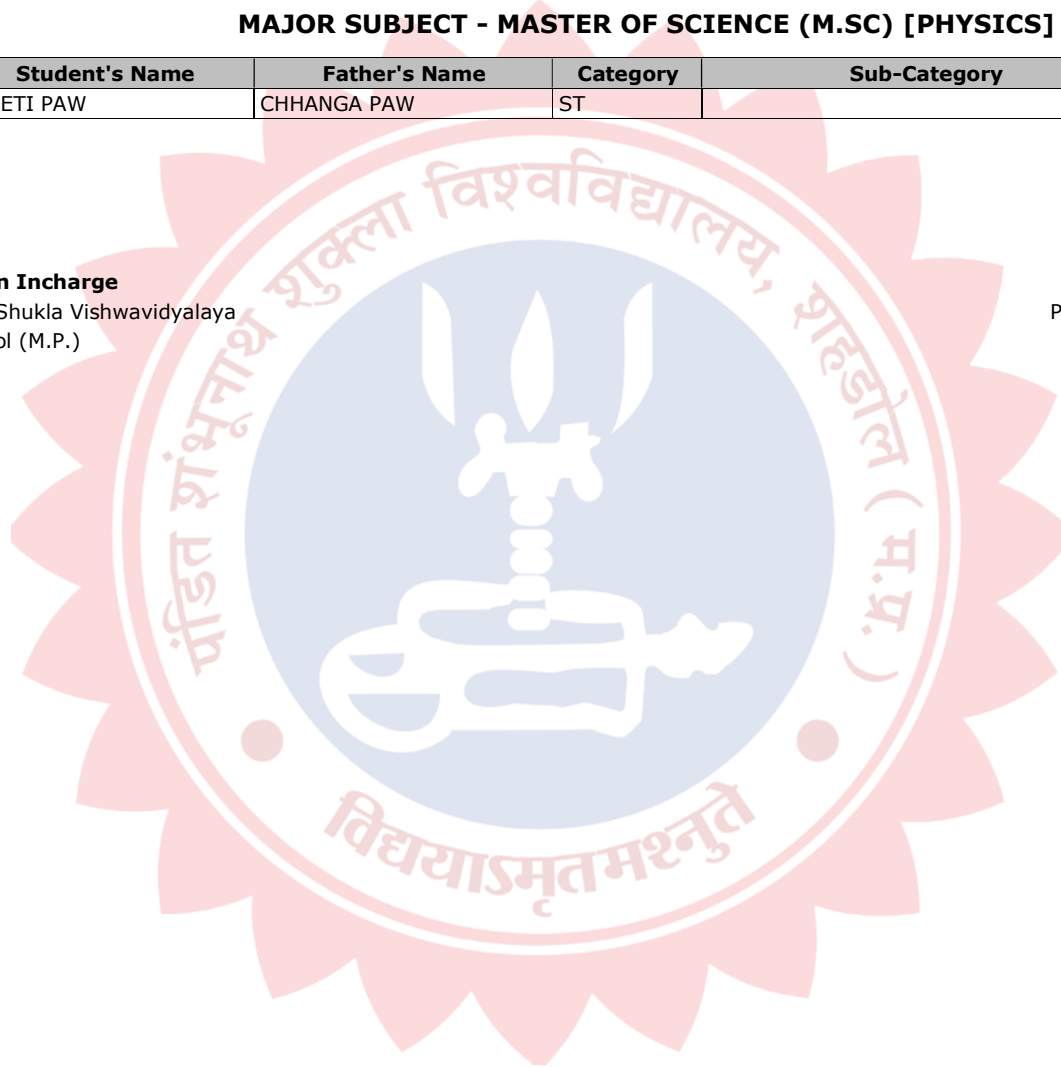 MAJOR SUBJECT - MASTER OF SCIENCE (M.SC) [PHYSICS]
Student's Name Father's Name Category Sub-Category
ETI PAW CHHANGA PAW ST
n Incharge
Shukla Vishwavidyalaya P
ol (M.P.)
पंडित शंभूनाथ शुक्ला विश्वविद्यालय, शहडोल (म.प्र.)
विद्ययाऽमृतमश्नुते